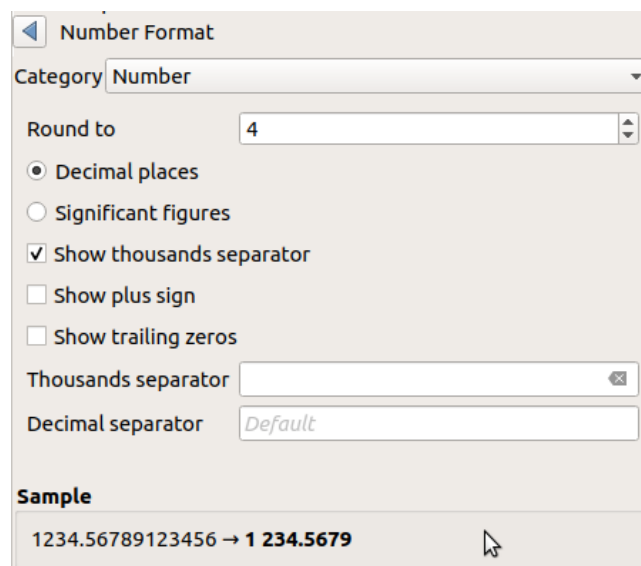 Number Format
Category Number
Round to 4
Decimal places
Significant figures
Show thousands separator
Show plus sign
Show trailing zeros
Thousands separator
Decimal separator Default
Sample
1234.56789123456 → 1 234.5679